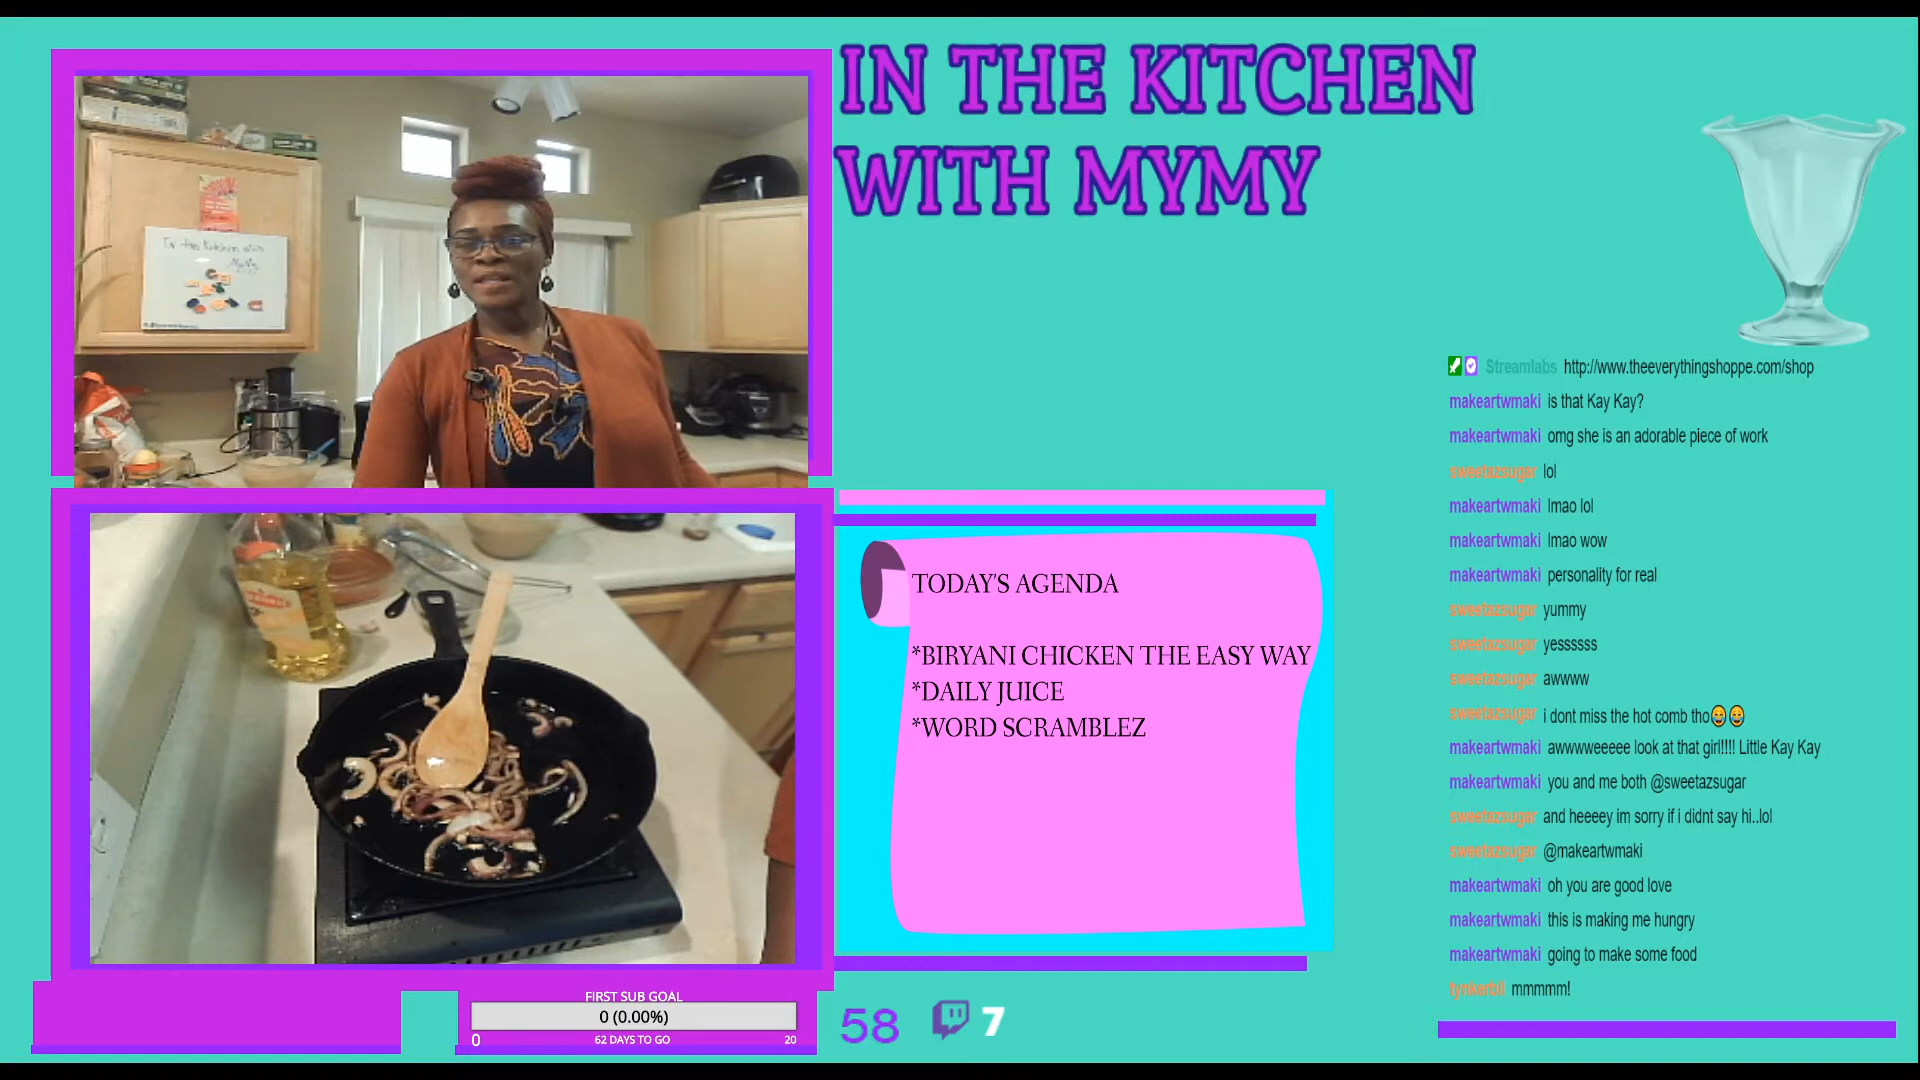 IN THE KITCHEN
WITH MYMY
In the Kitchen with
MyMy
Streamlabs http://www.theeverythingshoppe.com/shop
makeartwmaki is that Kay Kay?
makeartwmaki omg she is an adorable piece of work
sweetazsugar lol
makeartwmaki lmao lol
makeartwmaki lmao wow
makeartwmaki personality for real
sweetazsugar yummy
sweetazsugar yessssss
sweetazsugar awwww
sweetazsugar i dont miss the hot comb tho😂😂
makeartwmaki awwwweeeee look at that girl!!!! Little Kay Kay
makeartwmaki you and me both @sweetazsugar
sweetazsugar and heeeey im sorry if i didnt say hi..lol
sweetazsugar @makeartwmaki
makeartwmaki oh you are good love
makeartwmaki this is making me hungry
makeartwmaki going to make some food
tynkerbil mmmmm!
TODAY'S AGENDA
*BIRYANI CHICKEN THE EASY WAY
*DAILY JUICE
*WORD SCRAMBLEZ
FIRST SUB GOAL
0 (0.00%)
0 62 DAYS TO GO 20
58 7